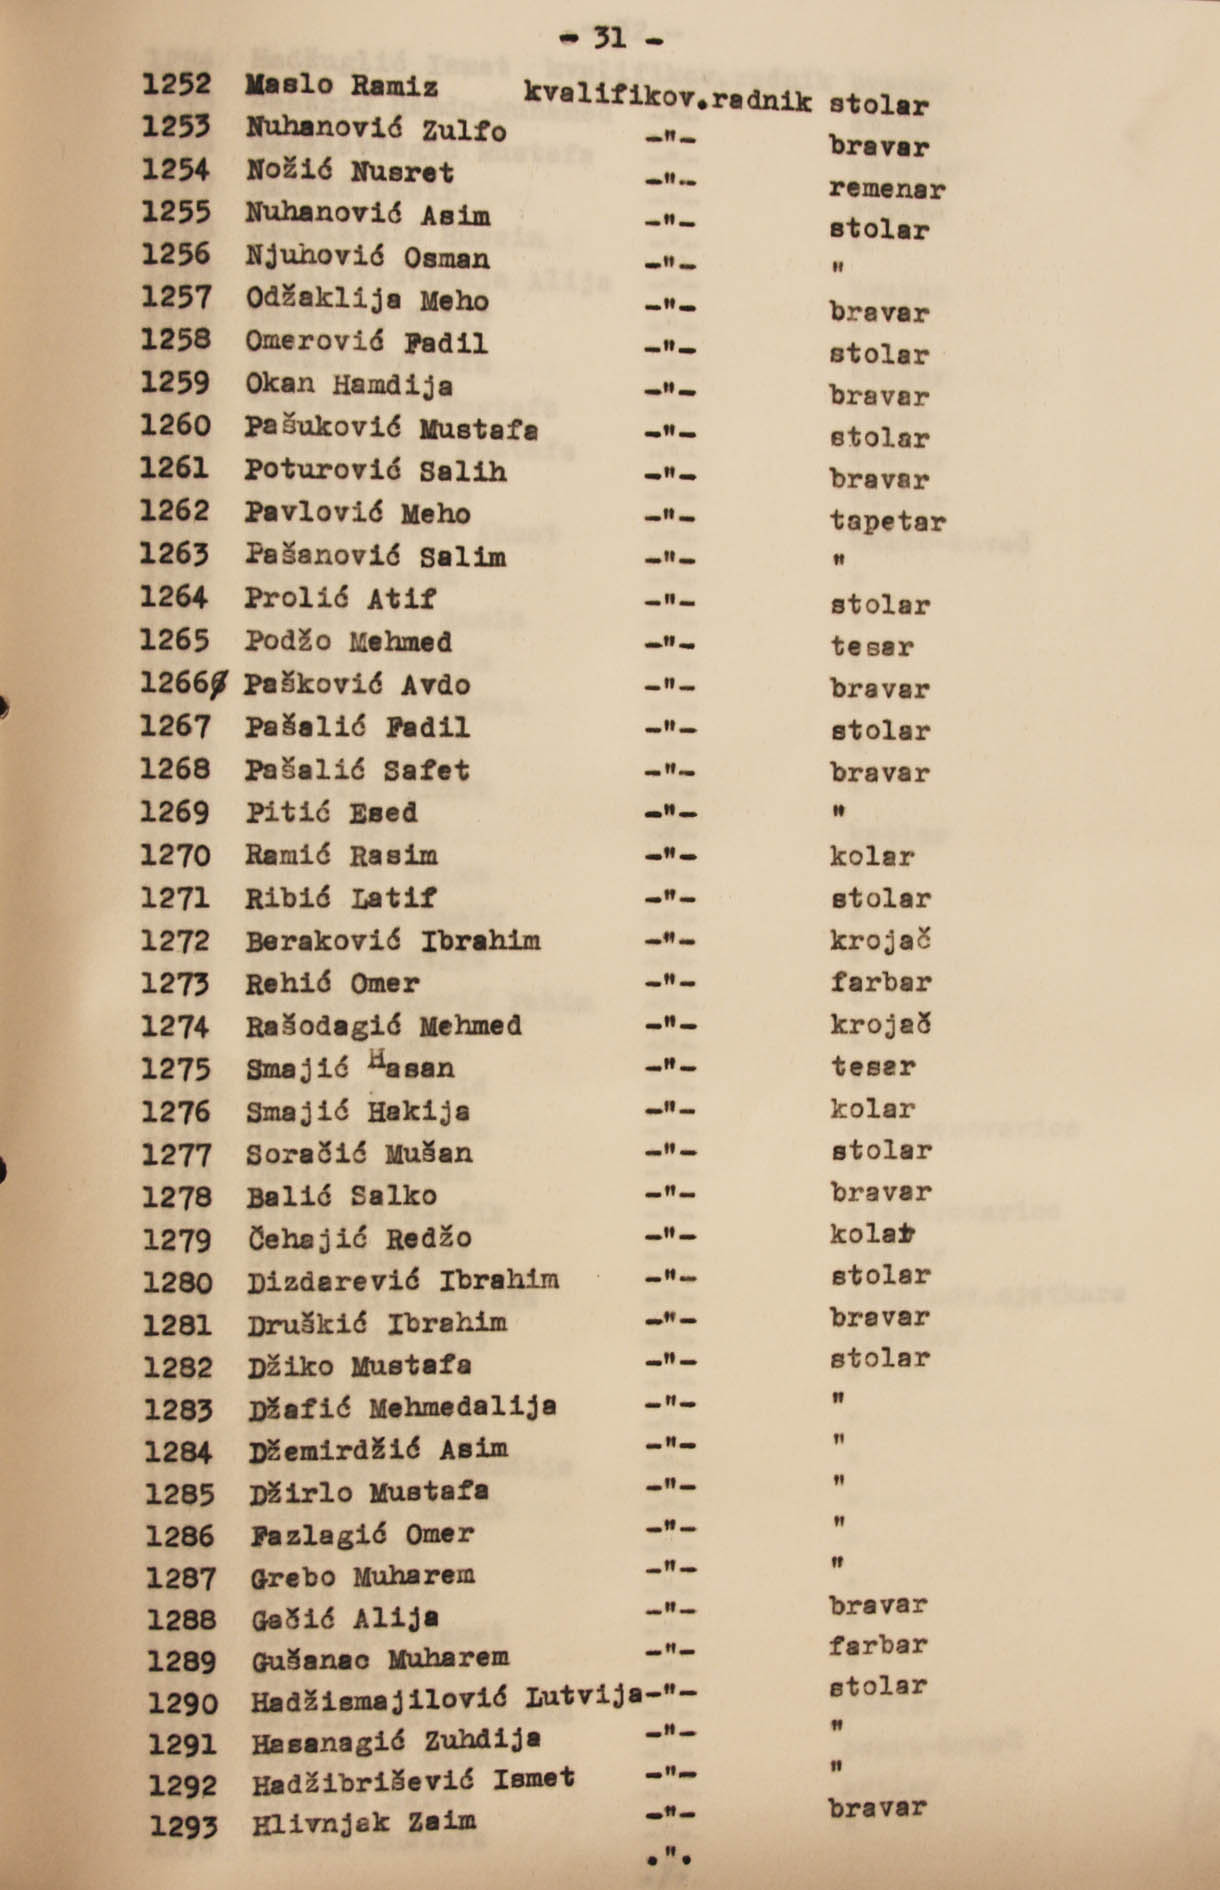 - 31 -
1252 Maslo Ramiz kvalifikov.radnik stolar
1253 Nuhanović Zulfo -"- bravar
1254 Nožić Nusret -"- remenar
1255 Nuhanović Asim -"- stolar
1256 Njuhović Osman -"- "
1257 Odžaklija Meho -"- bravar
1258 Omerović Fadil -"- stolar
1259 Okan Hamdija -"- bravar
1260 Pašuković Mustafa -"- stolar
1261 Poturović Salih -"- bravar
1262 Pavlović Meho -"- tapetar
1263 Pašanović Salim -"- "
1264 Prolić Atif -"- stolar
1265 Podžo Mehmed -"- tesar
1266 Pašković Avdo -"- bravar
1267 Pašalić Fadil -"- stolar
1268 Pašalić Safet -"- bravar
1269 Pitić Esed -"- "
1270 Ramić Rasim -"- kolar
1271 Ribić Latif -"- stolar
1272 Beraković Ibrahim -"- krojač
1273 Rehić Omer -"- farbar
1274 Rašodagić Mehmed -"- krojač
1275 Smajić Hasan -"- tesar
1276 Smajić Hakija -"- kolar
1277 Soračić Mušan -"- stolar
1278 Balić Salko -"- bravar
1279 Čehajić Redžo -"- kolar
1280 Dizdarević Ibrahim -"- stolar
1281 Druškić Ibrahim -"- bravar
1282 Džiko Mustafa -"- stolar
1283 Džafić Mehmedalija -"- "
1284 Džemirdžić Asim -"- "
1285 Džirlo Mustafa -"- "
1286 Fazlagić Omer -"- "
1287 Grebo Muharem -"- "
1288 Gačić Alija -"- bravar
1289 Gušanac Muharem -"- farbar
1290 Hadžismajilović Lutvija-"- stolar
1291 Hasanagić Zuhdija -"- "
1292 Hadžibrišević Ismet -"- "
1293 Hlivnjak Zaim -"- bravar
.".